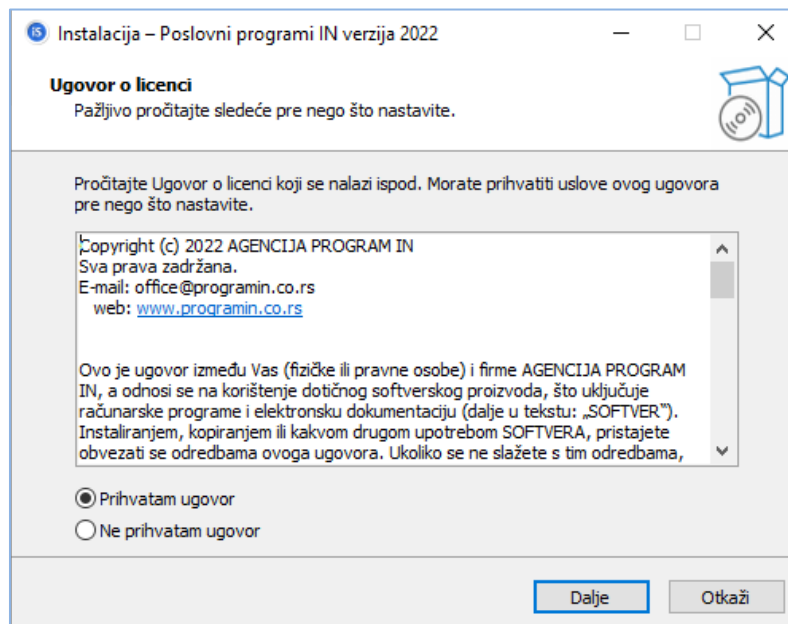 iS Instalacija – Poslovni programi IN verzija 2022
Ugovor o licenci
Pažljivo pročitajte sledeće pre nego što nastavite.
Pročitajte Ugovor o licenci koji se nalazi ispod. Morate prihvatiti uslove ovog ugovora
pre nego što nastavite.
Copyright (c) 2022 AGENCIJA PROGRAM IN
Sva prava zadržana.
E-mail: office@programin.co.rs
web: www.programin.co.rs
Ovo je ugovor između Vas (fizičke ili pravne osobe) i firme AGENCIJA PROGRAM
IN, a odnosi se na korištenje dotičnog softverskog proizvoda, što uključuje
računarske programe i elektronsku dokumentaciju (dalje u tekstu: „SOFTVER“).
Instaliranjem, kopiranjem ili kakvom drugom upotrebom SOFTVERA, pristajete
obvezati se odredbama ovoga ugovora. Ukoliko se ne slažete s tim odredbama,
Prihvatam ugovor
Ne prihvatam ugovor
Dalje
Otkaži